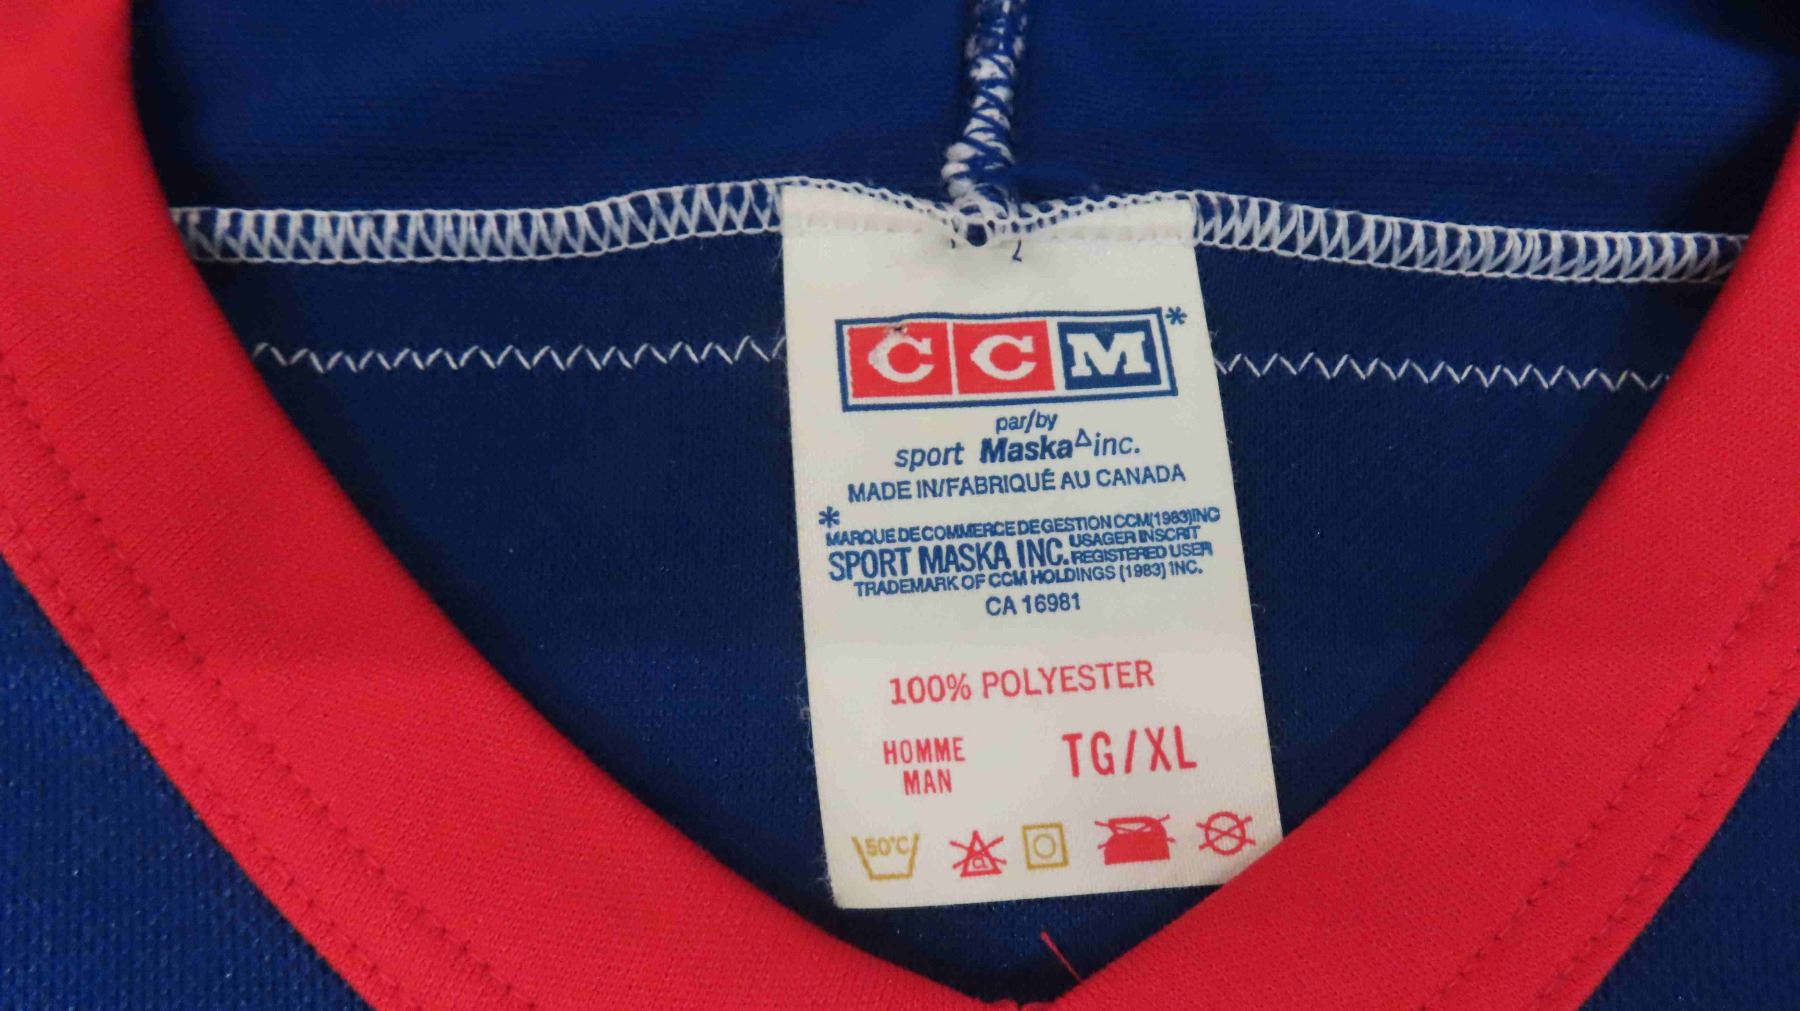 CCM*
par/by
sport Maska△inc.
MADE IN/FABRIQUÉ AU CANADA
*
MARQUE DE COMMERCE DE GESTION CCM(1983)INC
SPORT MASKA INC. USAGER INSCRIT
REGISTERED USER
TRADEMARK OF CCM HOLDINGS (1983) INC.
CA 16981
100% POLYESTER
HOMME
MAN
TG/XL
50°C
cl